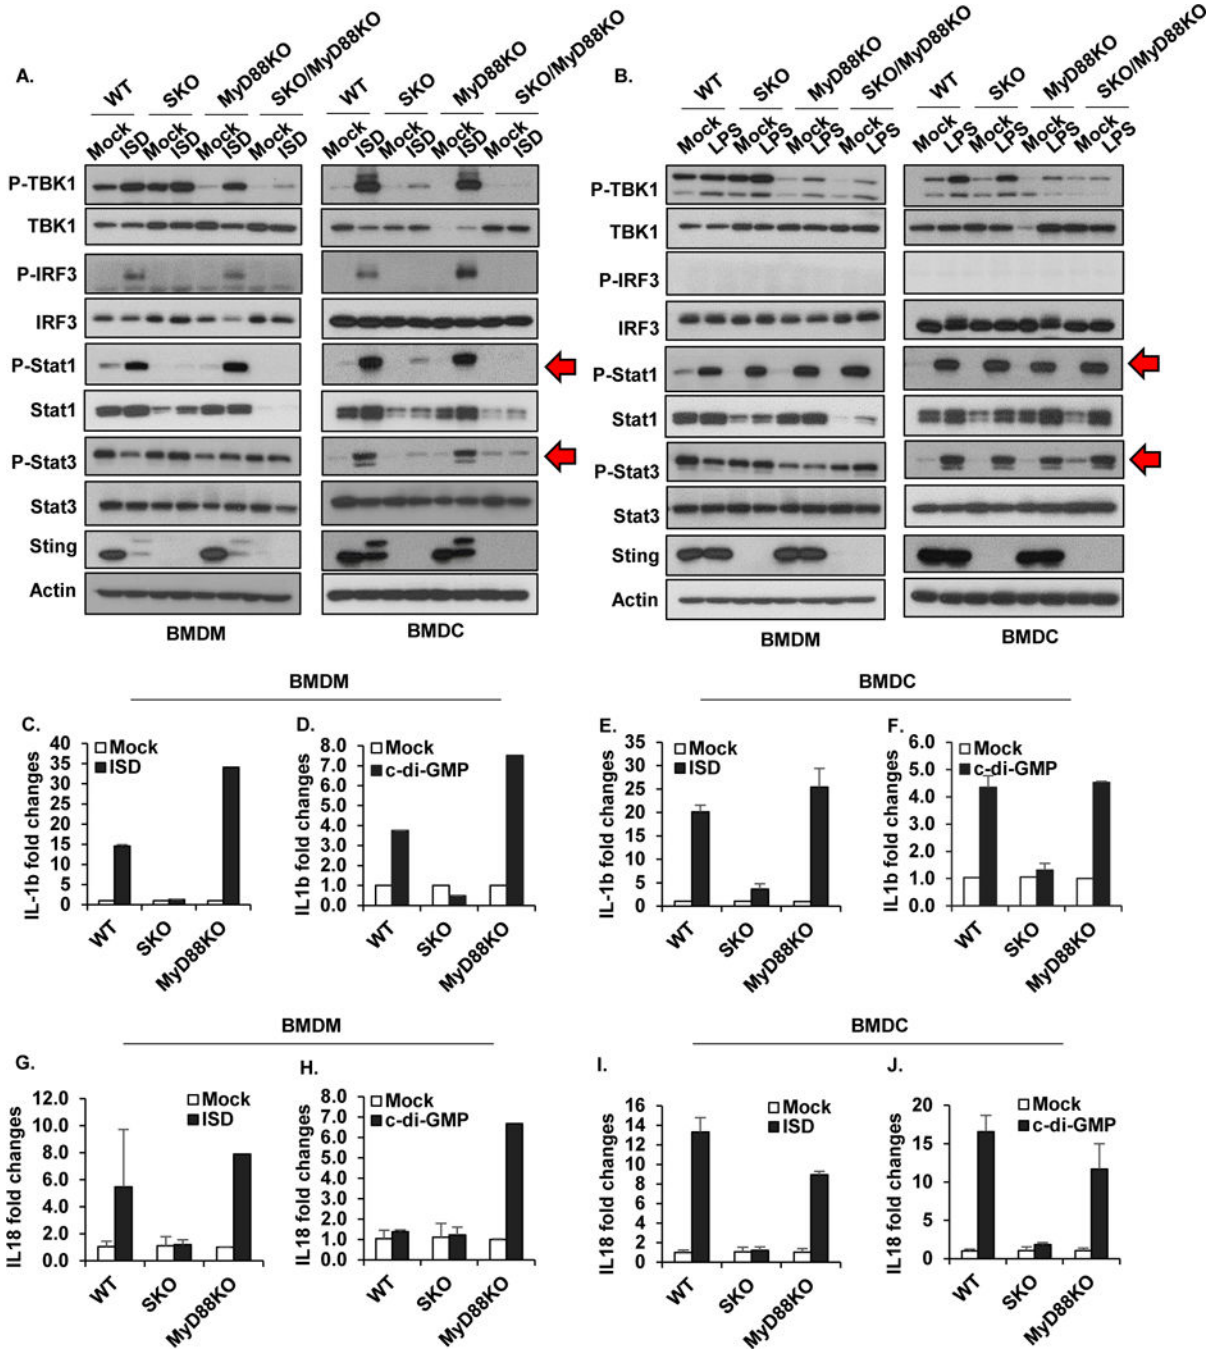 A.
WT
SKO
MyD88KO
SKO/MyD88KO
WT
SKO
MyD88KO
SKO/MyD88KO
Mock
ISD
Mock
ISD
Mock
ISD
Mock
ISD
Mock
ISD
Mock
ISD
Mock
ISD
Mock
ISD
P-TBK1
TBK1
P-IRF3
IRF3
P-Stat1
Stat1
P-Stat3
Stat3
Sting
Actin
BMDM
BMDC
B.
WT
SKO
MyD88KO
SKO/MyD88KO
WT
SKO
MyD88KO
SKO/MyD88KO
Mock
LPS
Mock
LPS
Mock
LPS
Mock
LPS
Mock
LPS
Mock
LPS
Mock
LPS
Mock
LPS
P-TBK1
TBK1
P-IRF3
IRF3
P-Stat1
Stat1
P-Stat3
Stat3
Sting
Actin
BMDM
BMDC
BMDM
C.
IL-1b fold changes
40
35
30
25
20
15
10
5
0
Mock
ISD
WT
SKO
MyD88KO
D.
IL-1b fold changes
8.0
7.0
6.0
5.0
4.0
3.0
2.0
1.0
0.0
Mock
c-di-GMP
WT
SKO
MyD88KO
BMDC
E.
IL-1b fold changes
35
30
25
20
15
10
5
0
Mock
ISD
WT
SKO
MyD88KO
F.
IL1b fold changes
6.0
5.0
4.0
3.0
2.0
1.0
0.0
Mock
c-di-GMP
WT
SKO
MyD88KO
BMDM
G.
IL18 fold changes
12.0
10.0
8.0
6.0
4.0
2.0
0.0
Mock
ISD
WT
SKO
MyD88KO
H.
IL18 fold changes
8.0
7.0
6.0
5.0
4.0
3.0
2.0
1.0
0.0
Mock
c-di-GMP
WT
SKO
MyD88KO
BMDC
I.
IL18 fold changes
16
14
12
10
8
6
4
2
0
Mock
ISD
WT
SKO
MyD88KO
J.
IL18 fold changes
20
15
10
5
0
Mock
c-di-GMP
WT
SKO
MyD88KO